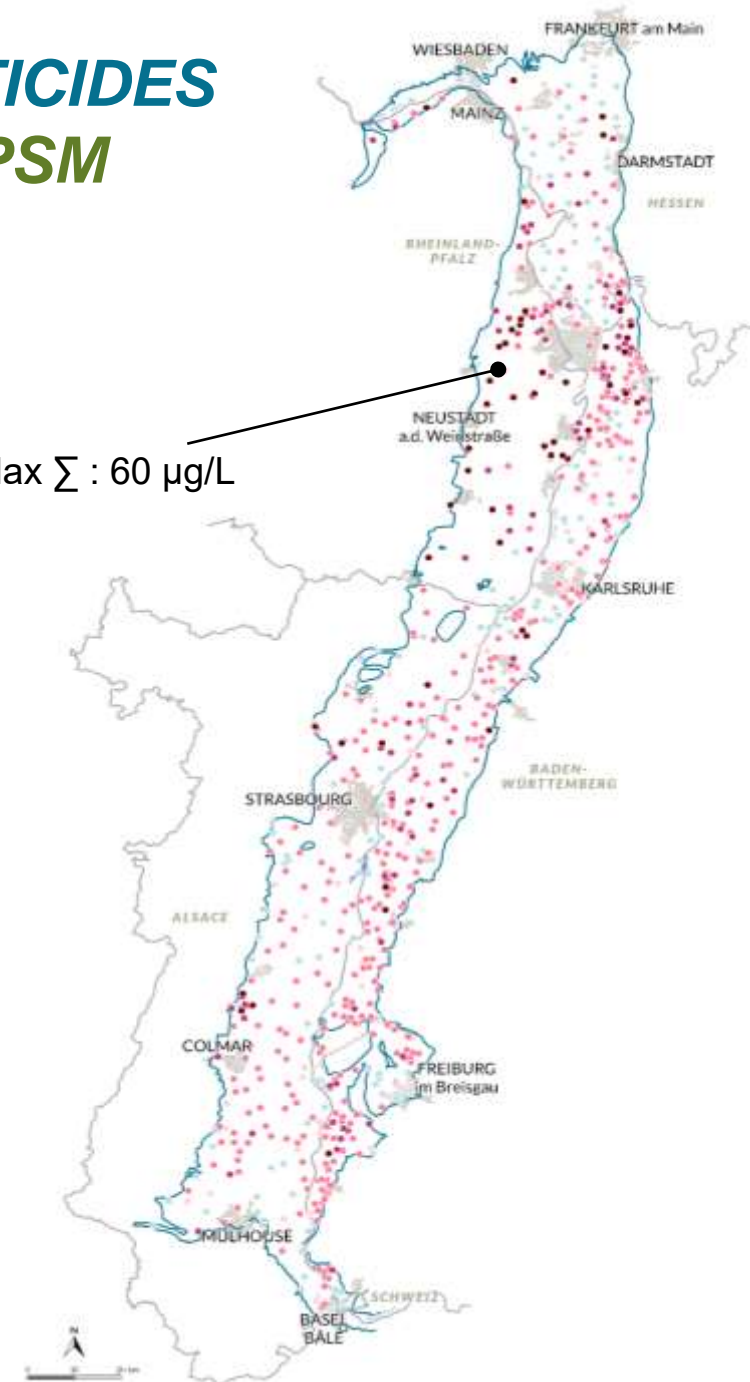 TICIDES
PSM
FRANKFURT am Main
WIESBADEN
MAINZ
DARMSTADT
HESSEN
RHEINLAND-
PFALZ
NEUSTADT
a.d. Weinstraße
ax ∑ : 60 µg/L
KARLSRUHE
BADEN-
WÜRTTEMBERG
STRASBOURG
ALSACE
COLMAR
FREIBURG
im Breisgau
MULHOUSE
SCHWEIZ
BASEL
BÂLE
N